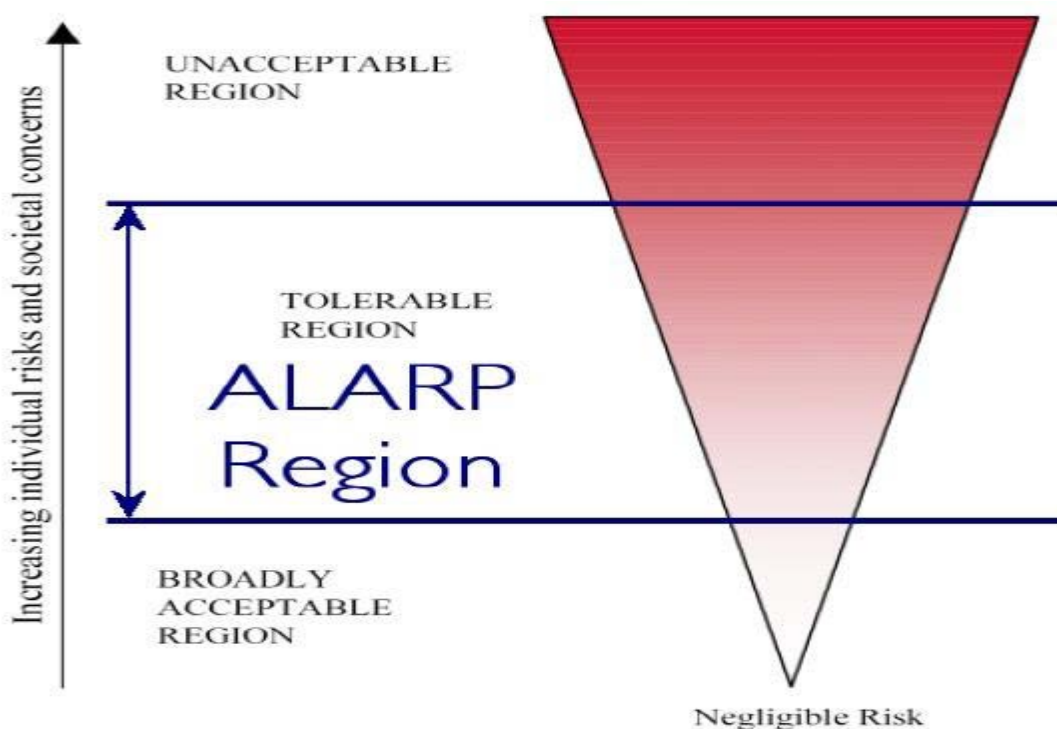 Increasing individual risks and societal concerns
UNACCEPTABLE
REGION
TOLERABLE
REGION
ALARP
Region
BROADLY
ACCEPTABLE
REGION
Negligible Risk